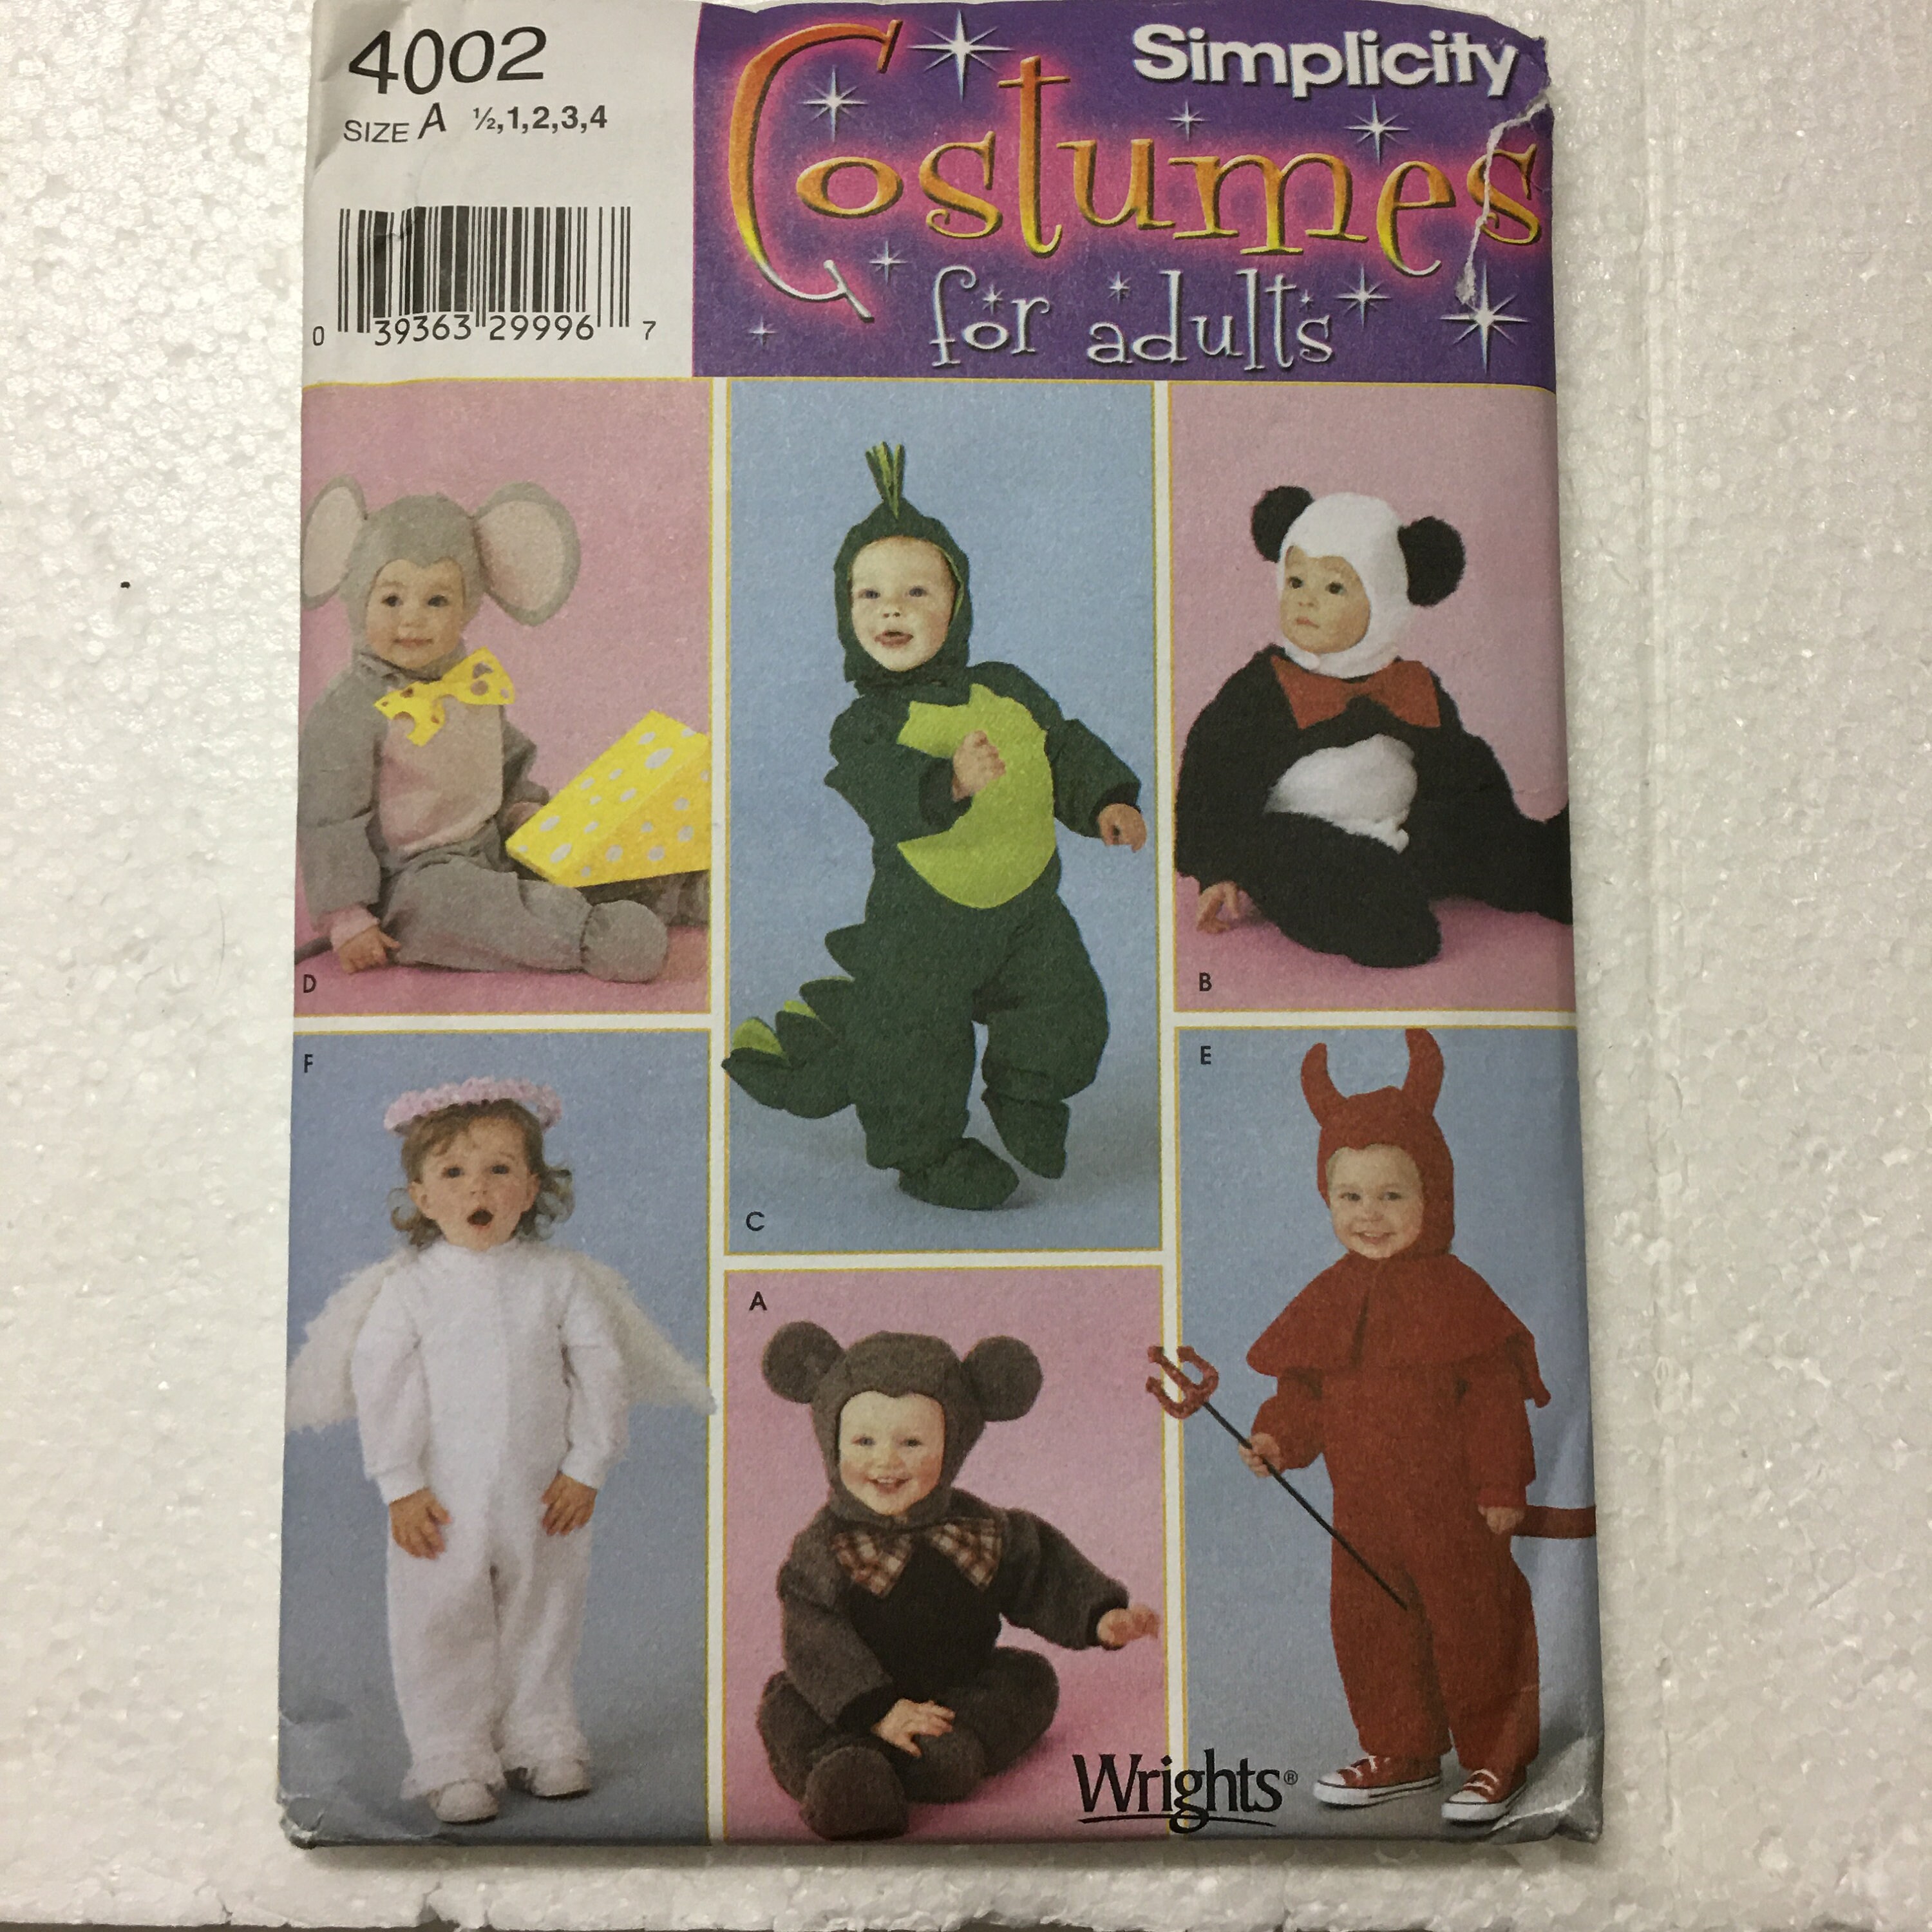 4002
SIZE A ½,1,2,3,4
0 39363 29996 7
Simplicity
Costumes
for adults
D
C
B
F
E
A
Wrights®